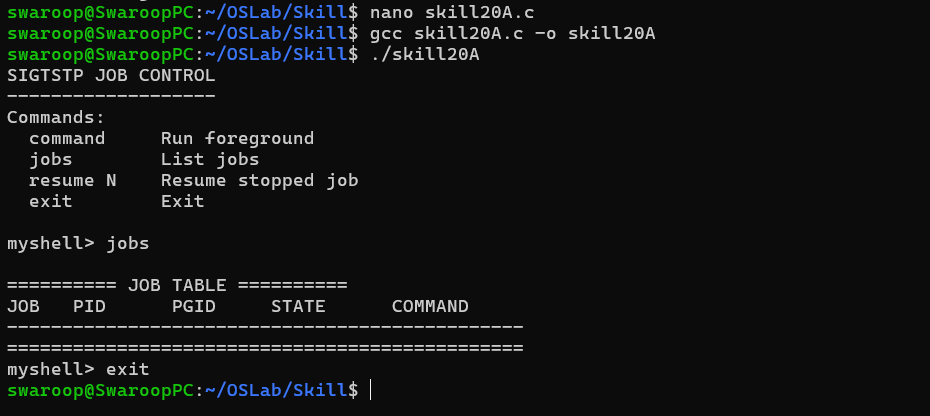 swaroop@SwaroopPC:~/OSLab/Skill$ nano skill20A.c
swaroop@SwaroopPC:~/OSLab/Skill$ gcc skill20A.c -o skill20A
swaroop@SwaroopPC:~/OSLab/Skill$ ./skill20A
SIGTSTP JOB CONTROL
-------------------
Commands:
  command     Run foreground
  jobs        List jobs
  resume N    Resume stopped job
  exit        Exit

myshell> jobs

========== JOB TABLE ==========
JOB   PID      PGID     STATE      COMMAND
-----------------------------------------------
===============================================
myshell> exit
swaroop@SwaroopPC:~/OSLab/Skill$